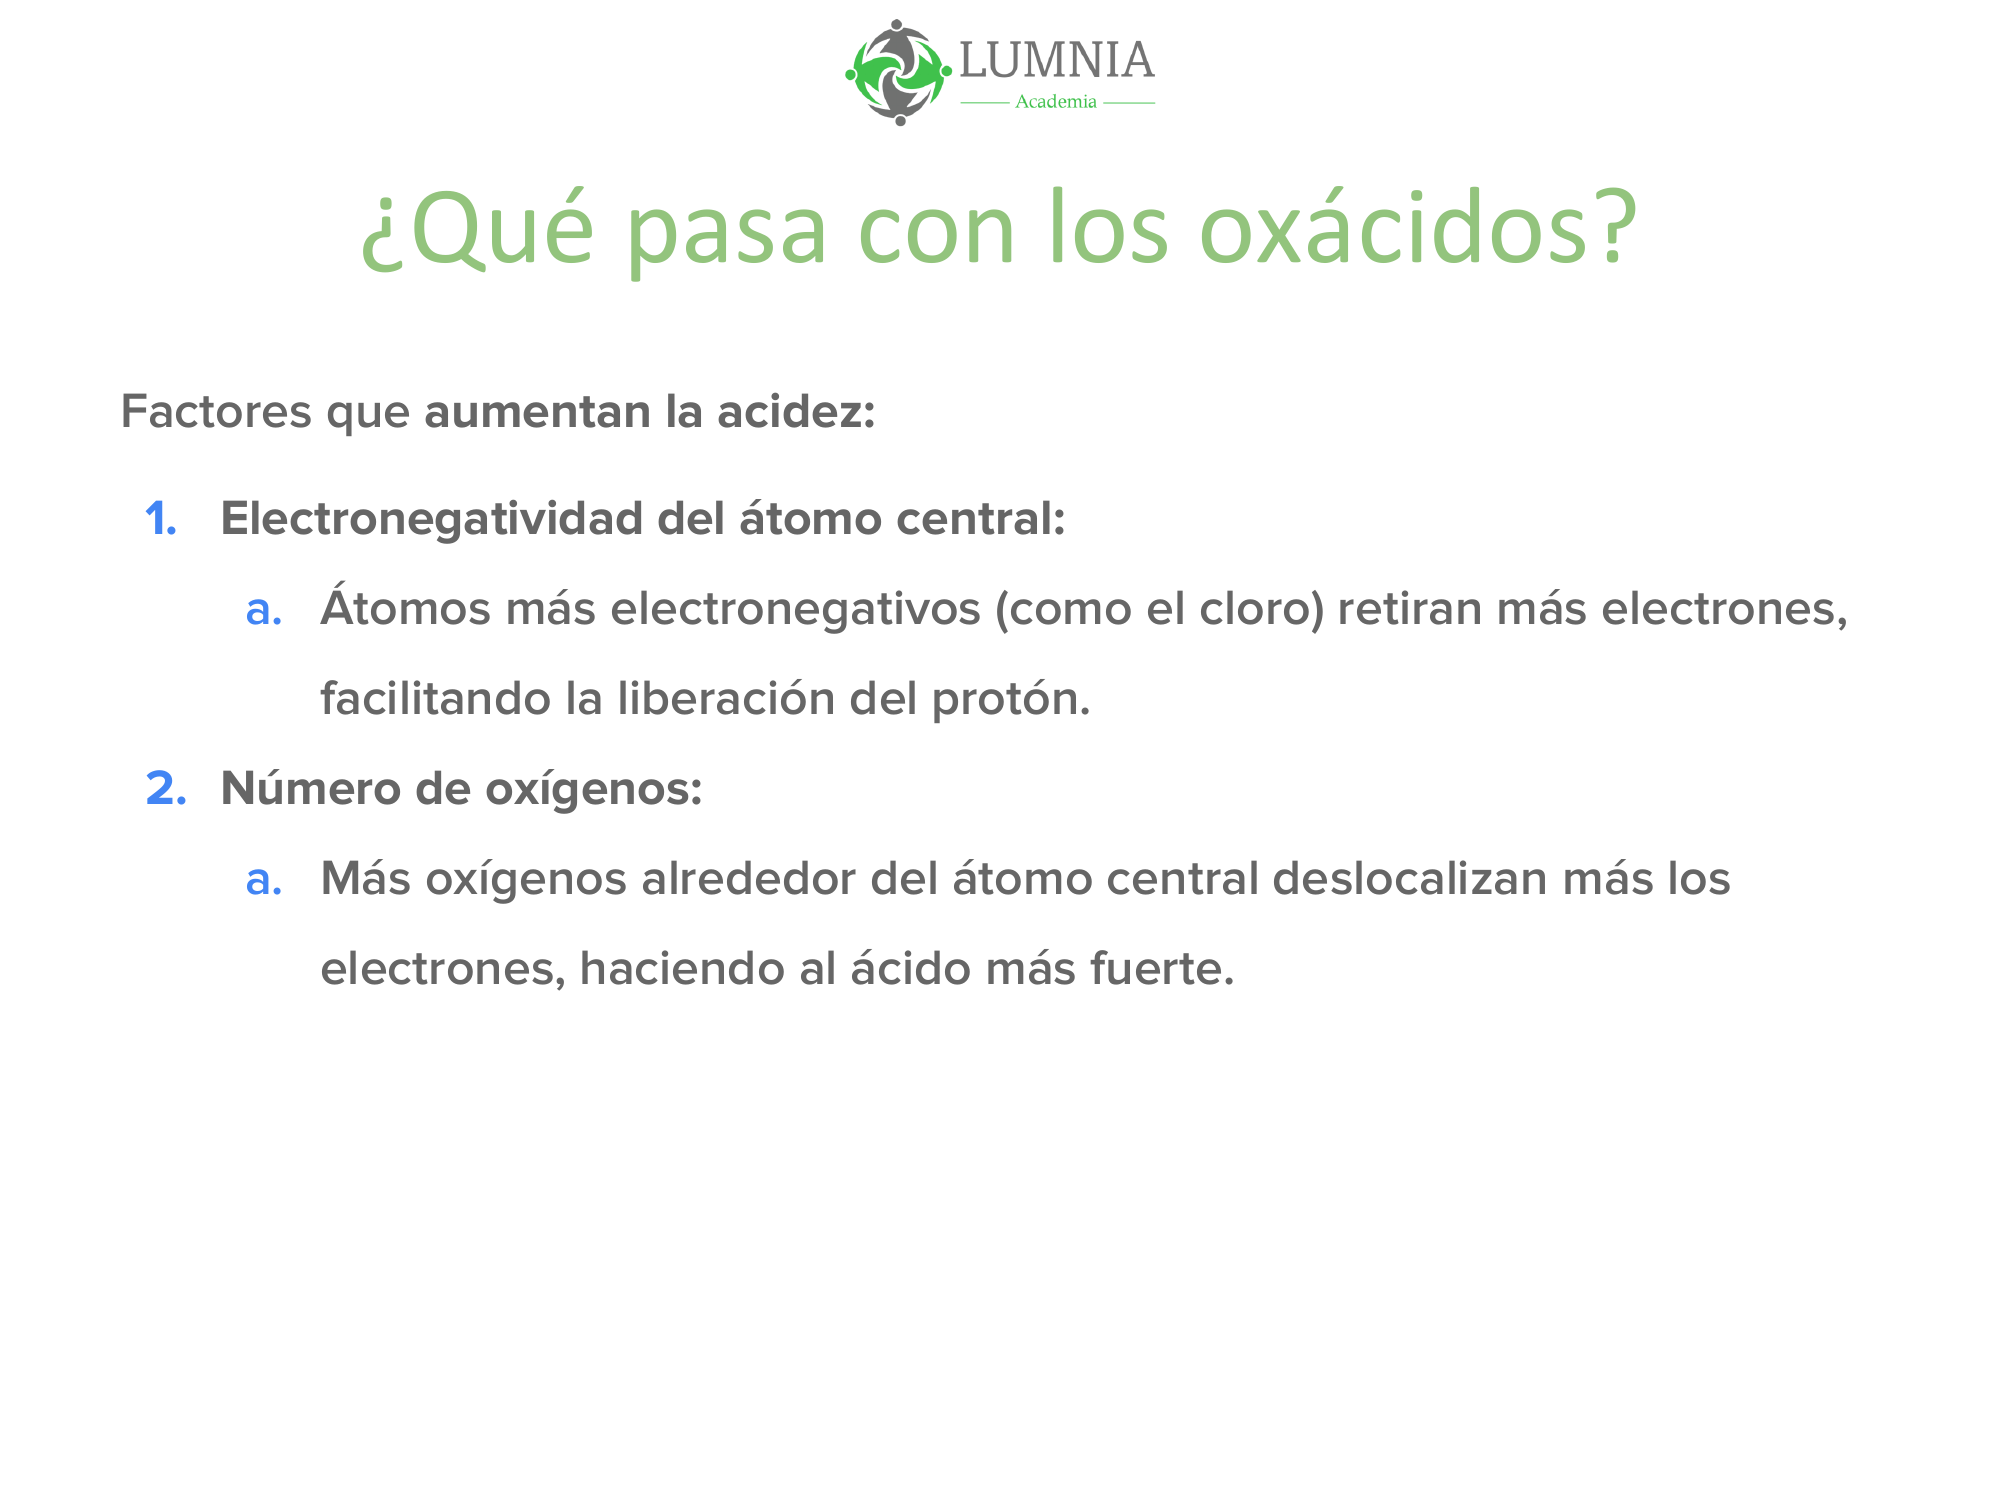 LUMNIA
Academia
¿Qué pasa con los oxácidos?
Factores que aumentan la acidez:
1. Electronegatividad del átomo central:
a. Átomos más electronegativos (como el cloro) retiran más electrones,
facilitando la liberación del protón.
2. Número de oxígenos:
a. Más oxígenos alrededor del átomo central deslocalizan más los
electrones, haciendo al ácido más fuerte.